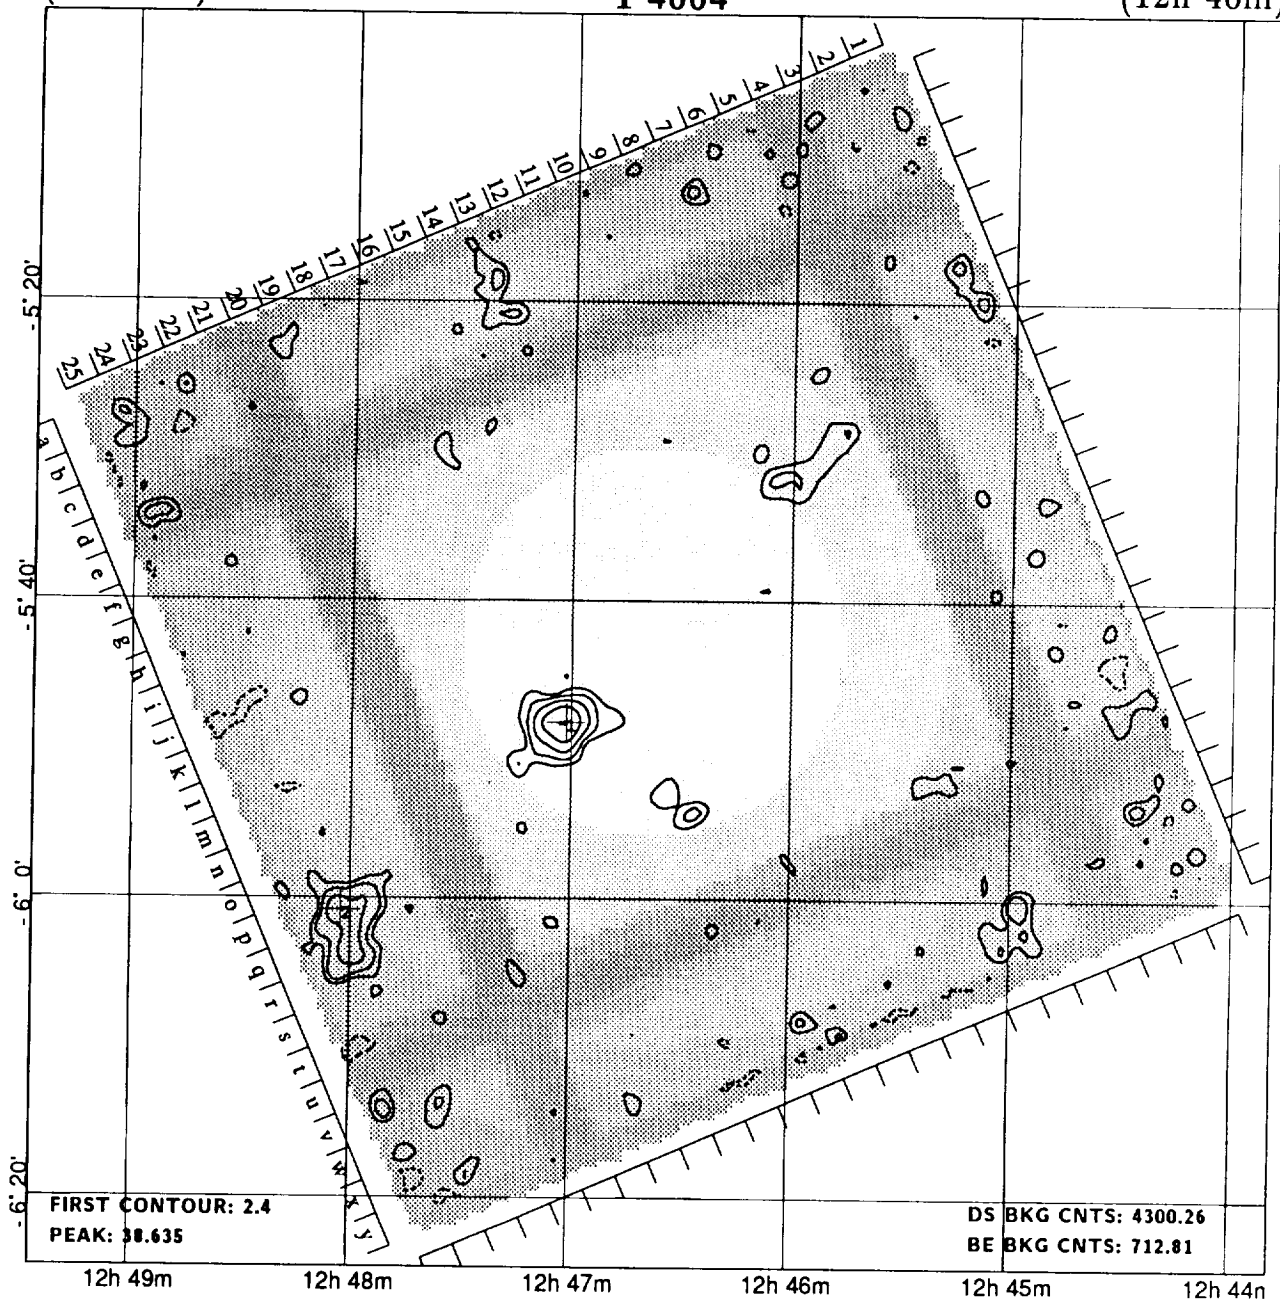 1 2 3 4 5 6 7 8 9 10 11 12 13 14 15 16 17 18 19 20 21 22 23 24 25
a b c d e f g h i j k l m n o p q r s t u v w x y
-5° 20'
-5° 40'
-6° 0'
-6° 20'
FIRST CONTOUR: 2.4
PEAK: 38.635
DS BKG CNTS: 4300.26
BE BKG CNTS: 712.81
12h 49m 12h 48m 12h 47m 12h 46m 12h 45m 12h 44m